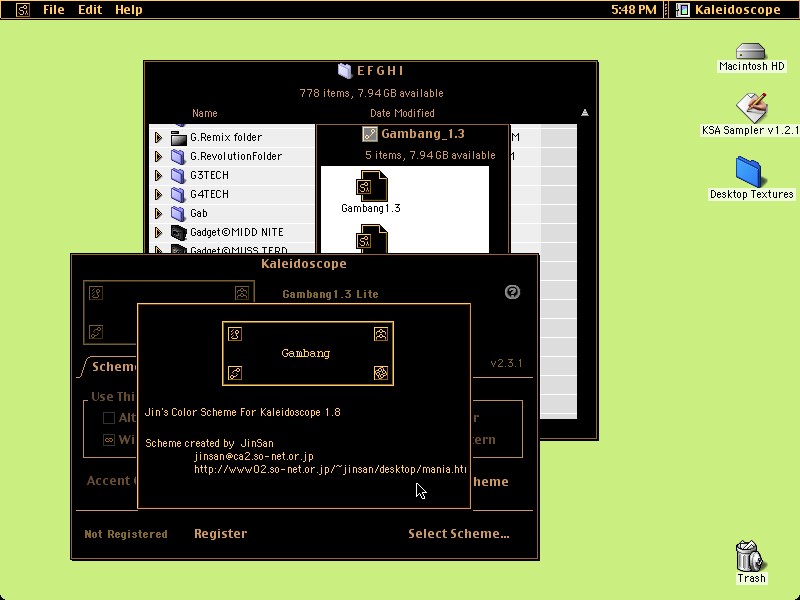 File Edit Help
5:48 PM Kaleidoscope
E F G H I
778 items, 7.94 GB available
Name Date Modified
G.Remix folder
G.RevolutionFolder
G3TECH
G4TECH
Gab
Gadget©MIDD NITE
Gadget©MUSS TERD
M
1
Gambang_1.3
5 items, 7.94 GB available
Gambang1.3
Macintosh HD
KSA Sampler v1.2.1
Desktop Textures
Kaleidoscope
Gambang1.3 Lite
?
Gambang
v2.3.1
Schem
Use Thi
Alt
Wi
r
tern
Accent
heme
Jin's Color Scheme For Kaleidoscope 1.8
Scheme created by JinSan
jinsan@ca2.so-net.or.jp
http://www02.so-net.or.jp/~jinsan/desktop/mania.htm
Not Registered Register Select Scheme...
Trash